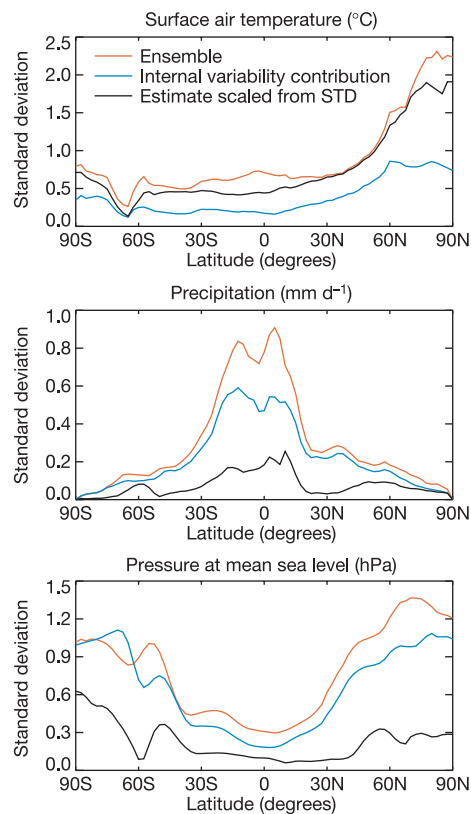 Surface air temperature (°C)
2.5
2.0
1.5
1.0
0.5
0.0
Standard deviation
Ensemble
Internal variability contribution
Estimate scaled from STD
90S 60S 30S 0 30N 60N 90N
Latitude (degrees)
Precipitation (mm d⁻¹)
1.0
0.8
0.6
0.4
0.2
0.0
Standard deviation
90S 60S 30S 0 30N 60N 90N
Latitude (degrees)
Pressure at mean sea level (hPa)
1.5
1.2
0.9
0.6
0.3
0.0
Standard deviation
90S 60S 30S 0 30N 60N 90N
Latitude (degrees)